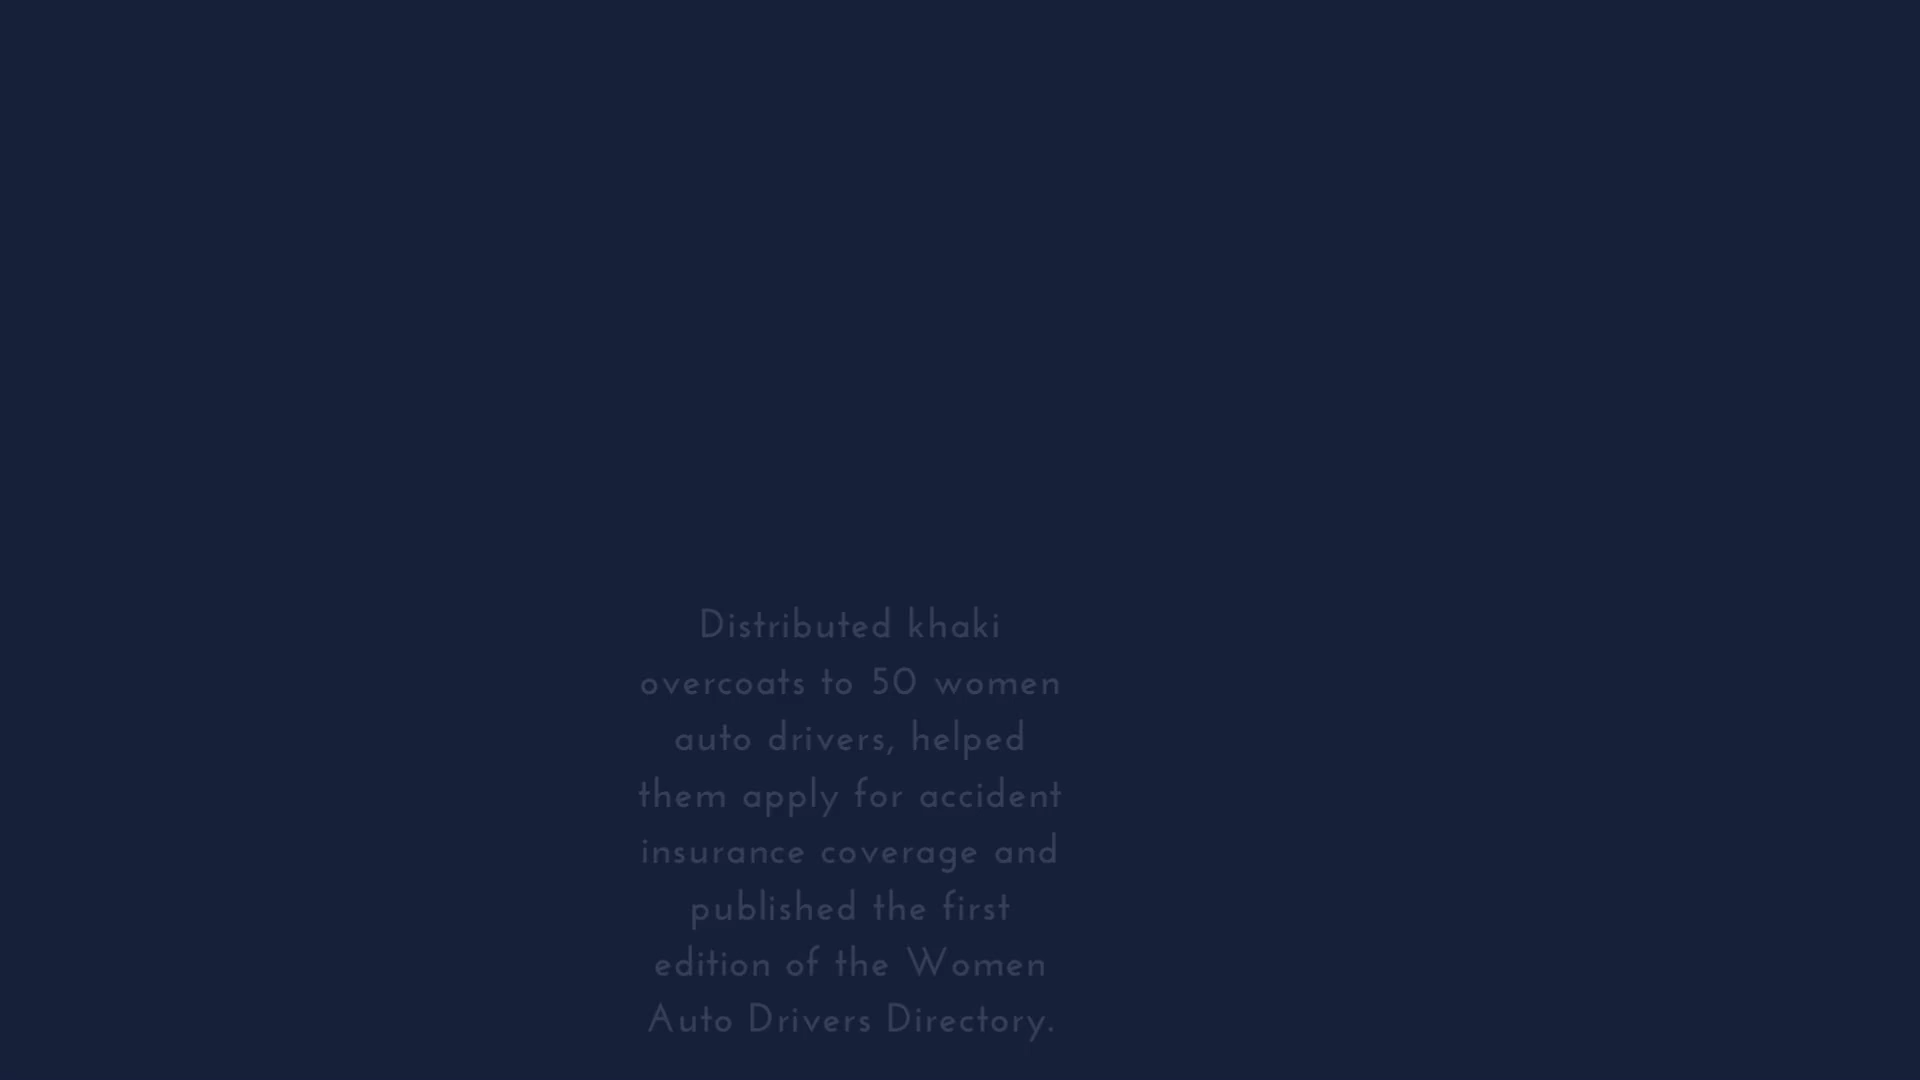 Distributed khaki
overcoats to 50 women
auto drivers, helped
them apply for accident
insurance coverage and
published the first
edition of the Women
Auto Drivers Directory.